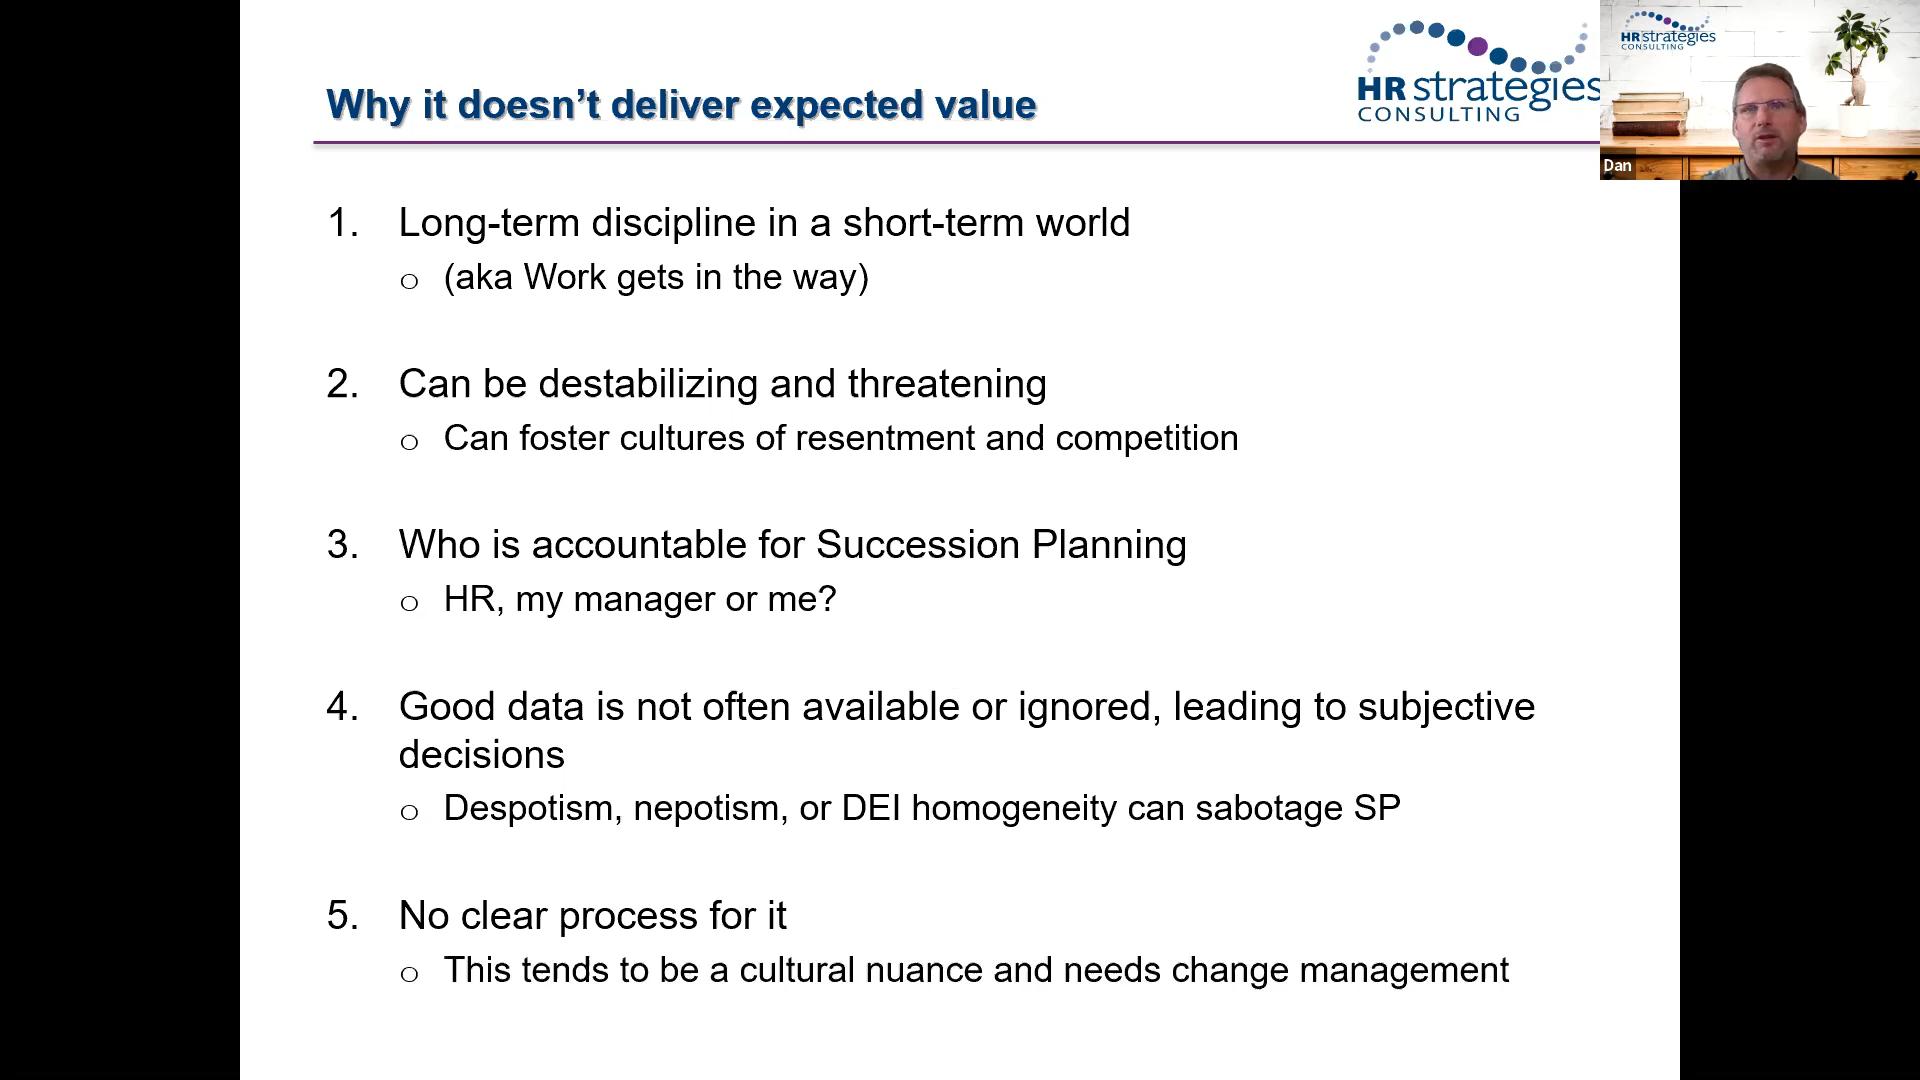 Why it doesn’t deliver expected value
HR strategies
CONSULTING
HR strategies
CONSULTING
Dan
1. Long-term discipline in a short-term world
o (aka Work gets in the way)
2. Can be destabilizing and threatening
o Can foster cultures of resentment and competition
3. Who is accountable for Succession Planning
o HR, my manager or me?
4. Good data is not often available or ignored, leading to subjective
decisions
o Despotism, nepotism, or DEI homogeneity can sabotage SP
5. No clear process for it
o This tends to be a cultural nuance and needs change management